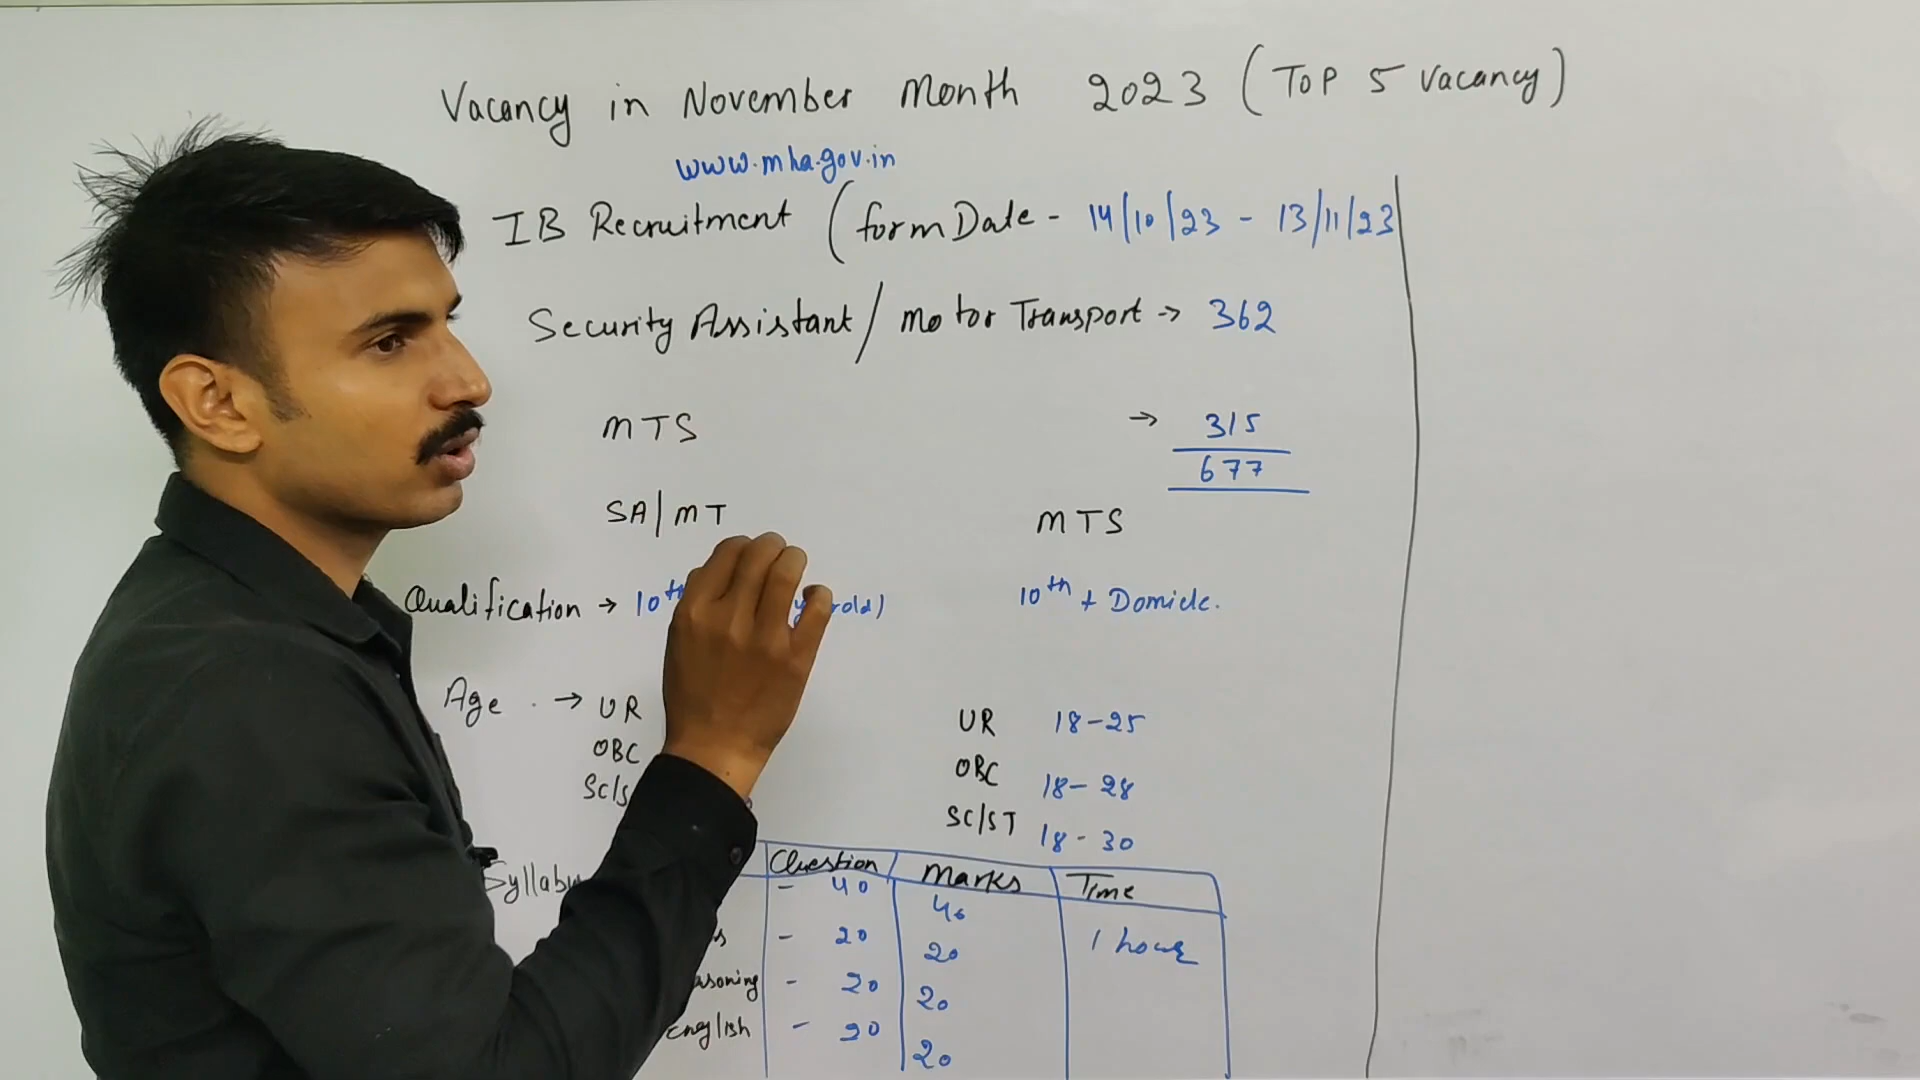 Vacancy in November Month 2023 (Top 5 Vacancy)
www.mha.gov.in
IB Recruitment (form Date - 14/10/23 - 13/11/23
Security Assistant / motor Transport → 362
MTS → 315
677
SA/MT MTS
Qualification → 10th old) 10th + Domicle.
Age → UR UR 18-25
OBC OBC 18-28
SC/S SC/ST 18-30
Syllabu Question Marks Time
- 40 40
s - 20 20 1 hour
asoning - 20 20
English - 20 20